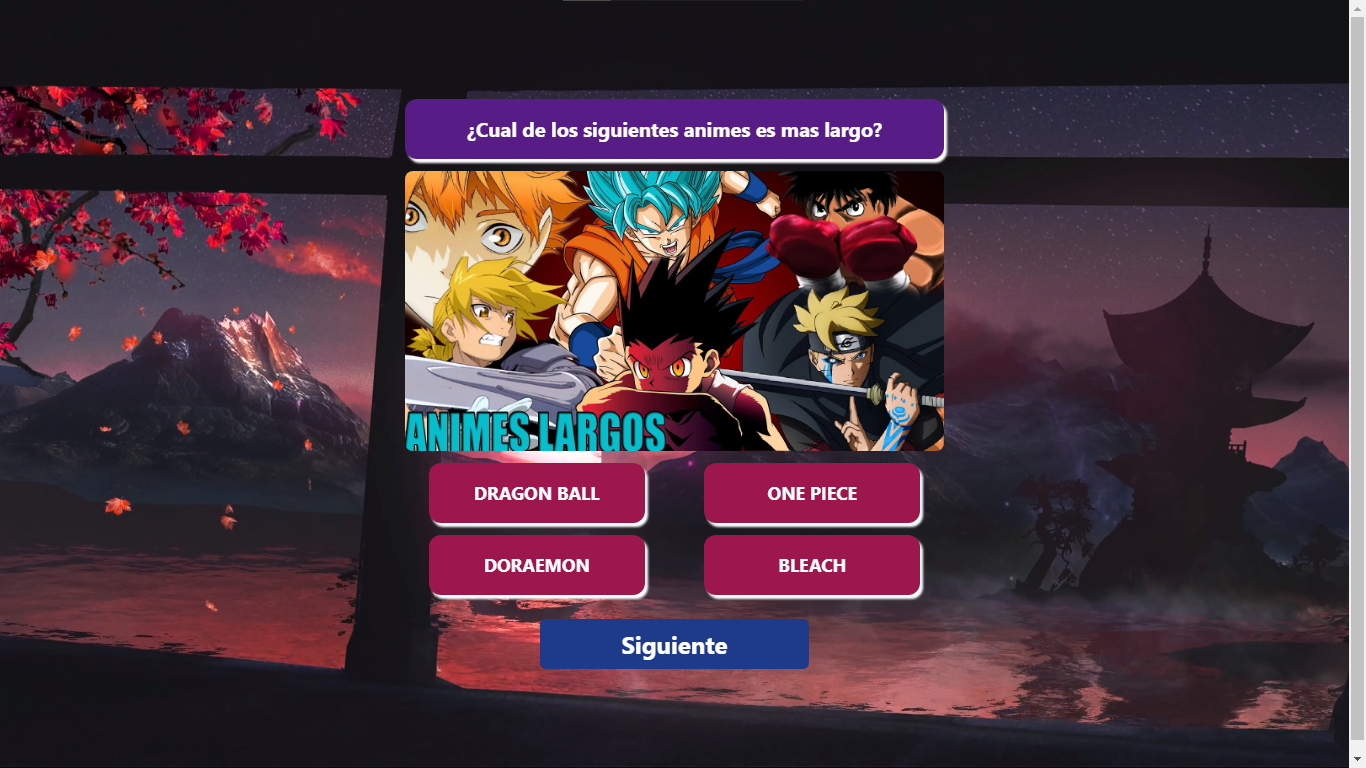 ¿Cual de los siguientes animes es mas largo?
ANIMES LARGOS
DRAGON BALL
ONE PIECE
DORAEMON
BLEACH
Siguiente